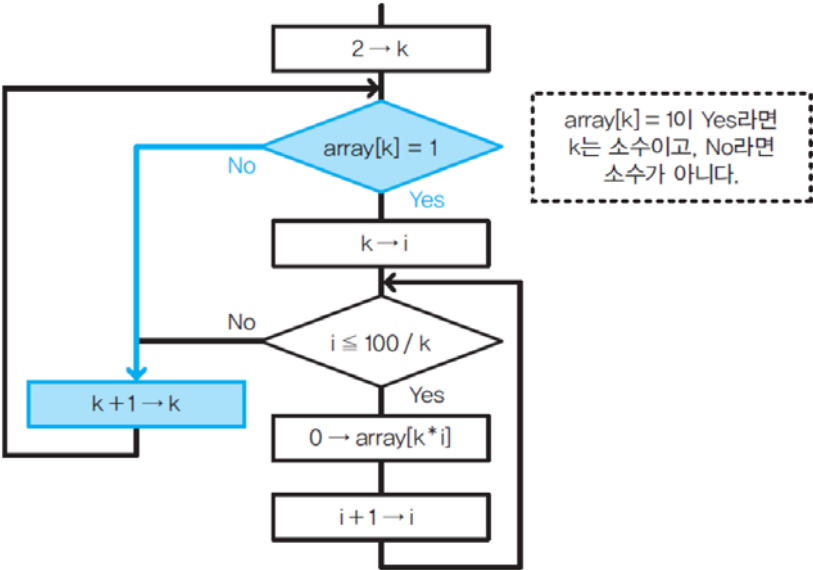 2 → k
array[k] = 1
No
Yes
array[k] = 1이 Yes라면
k는 소수이고, No라면
소수가 아니다.
k → i
i ≦ 100 / k
No
Yes
k + 1 → k
0 → array[k*i]
i + 1 → i